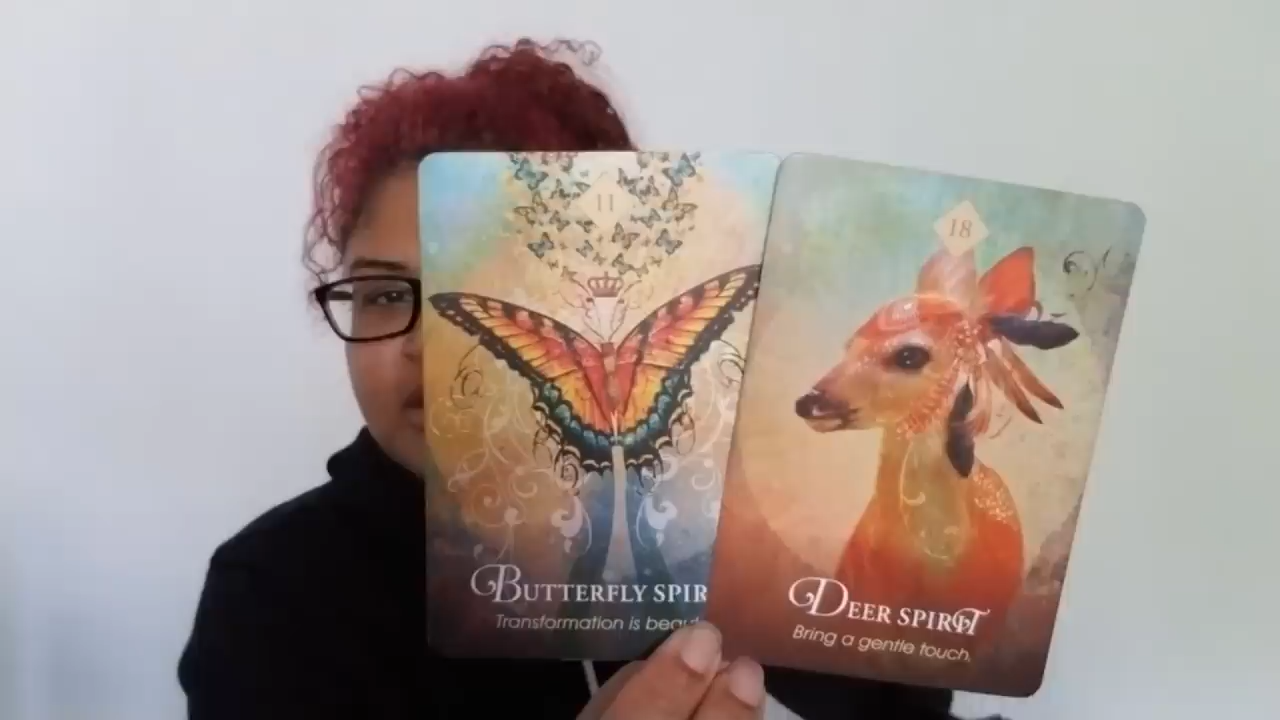 11
BUTTERFLY SPIR
Transformation is beau
18
DEER SPIRIT
Bring a gentle touch.